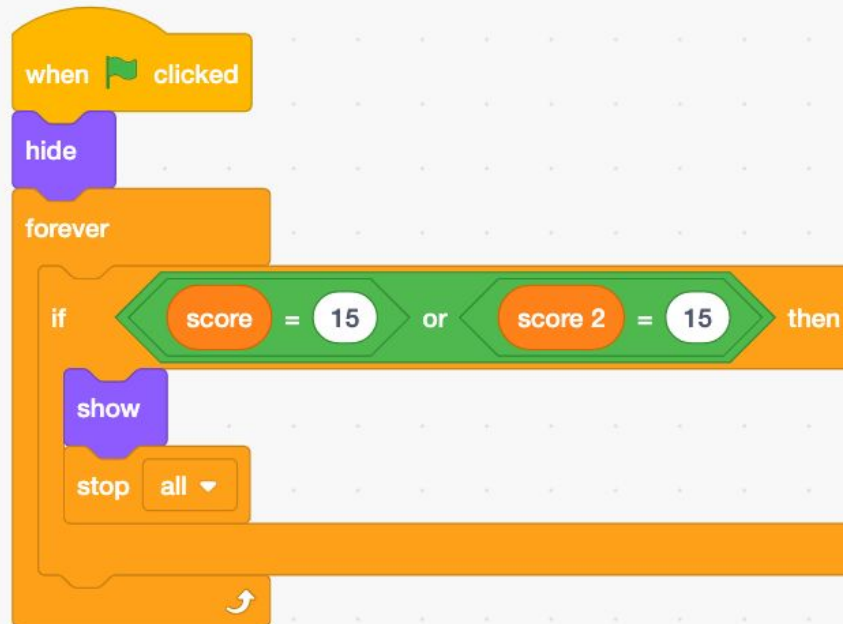 when clicked
hide
forever
if score = 15 or score 2 = 15 then
show
stop all